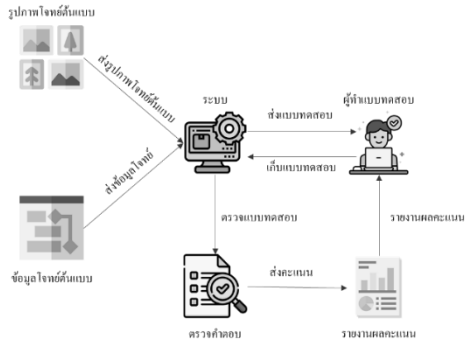 รูปภาพโจทย์ต้นแบบ
ส่งรูปภาพโจทย์ต้นแบบ
ระบบ
ผู้ทำแบบทดสอบ
ส่งแบบทดสอบ
เก็บแบบทดสอบ
ส่งข้อมูลโจทย์
ข้อมูลโจทย์ต้นแบบ
ตรวจแบบทดสอบ
รายงานผลคะแนน
ส่งคะแนน
ตรวจคำตอบ
รายงานผลคะแนน